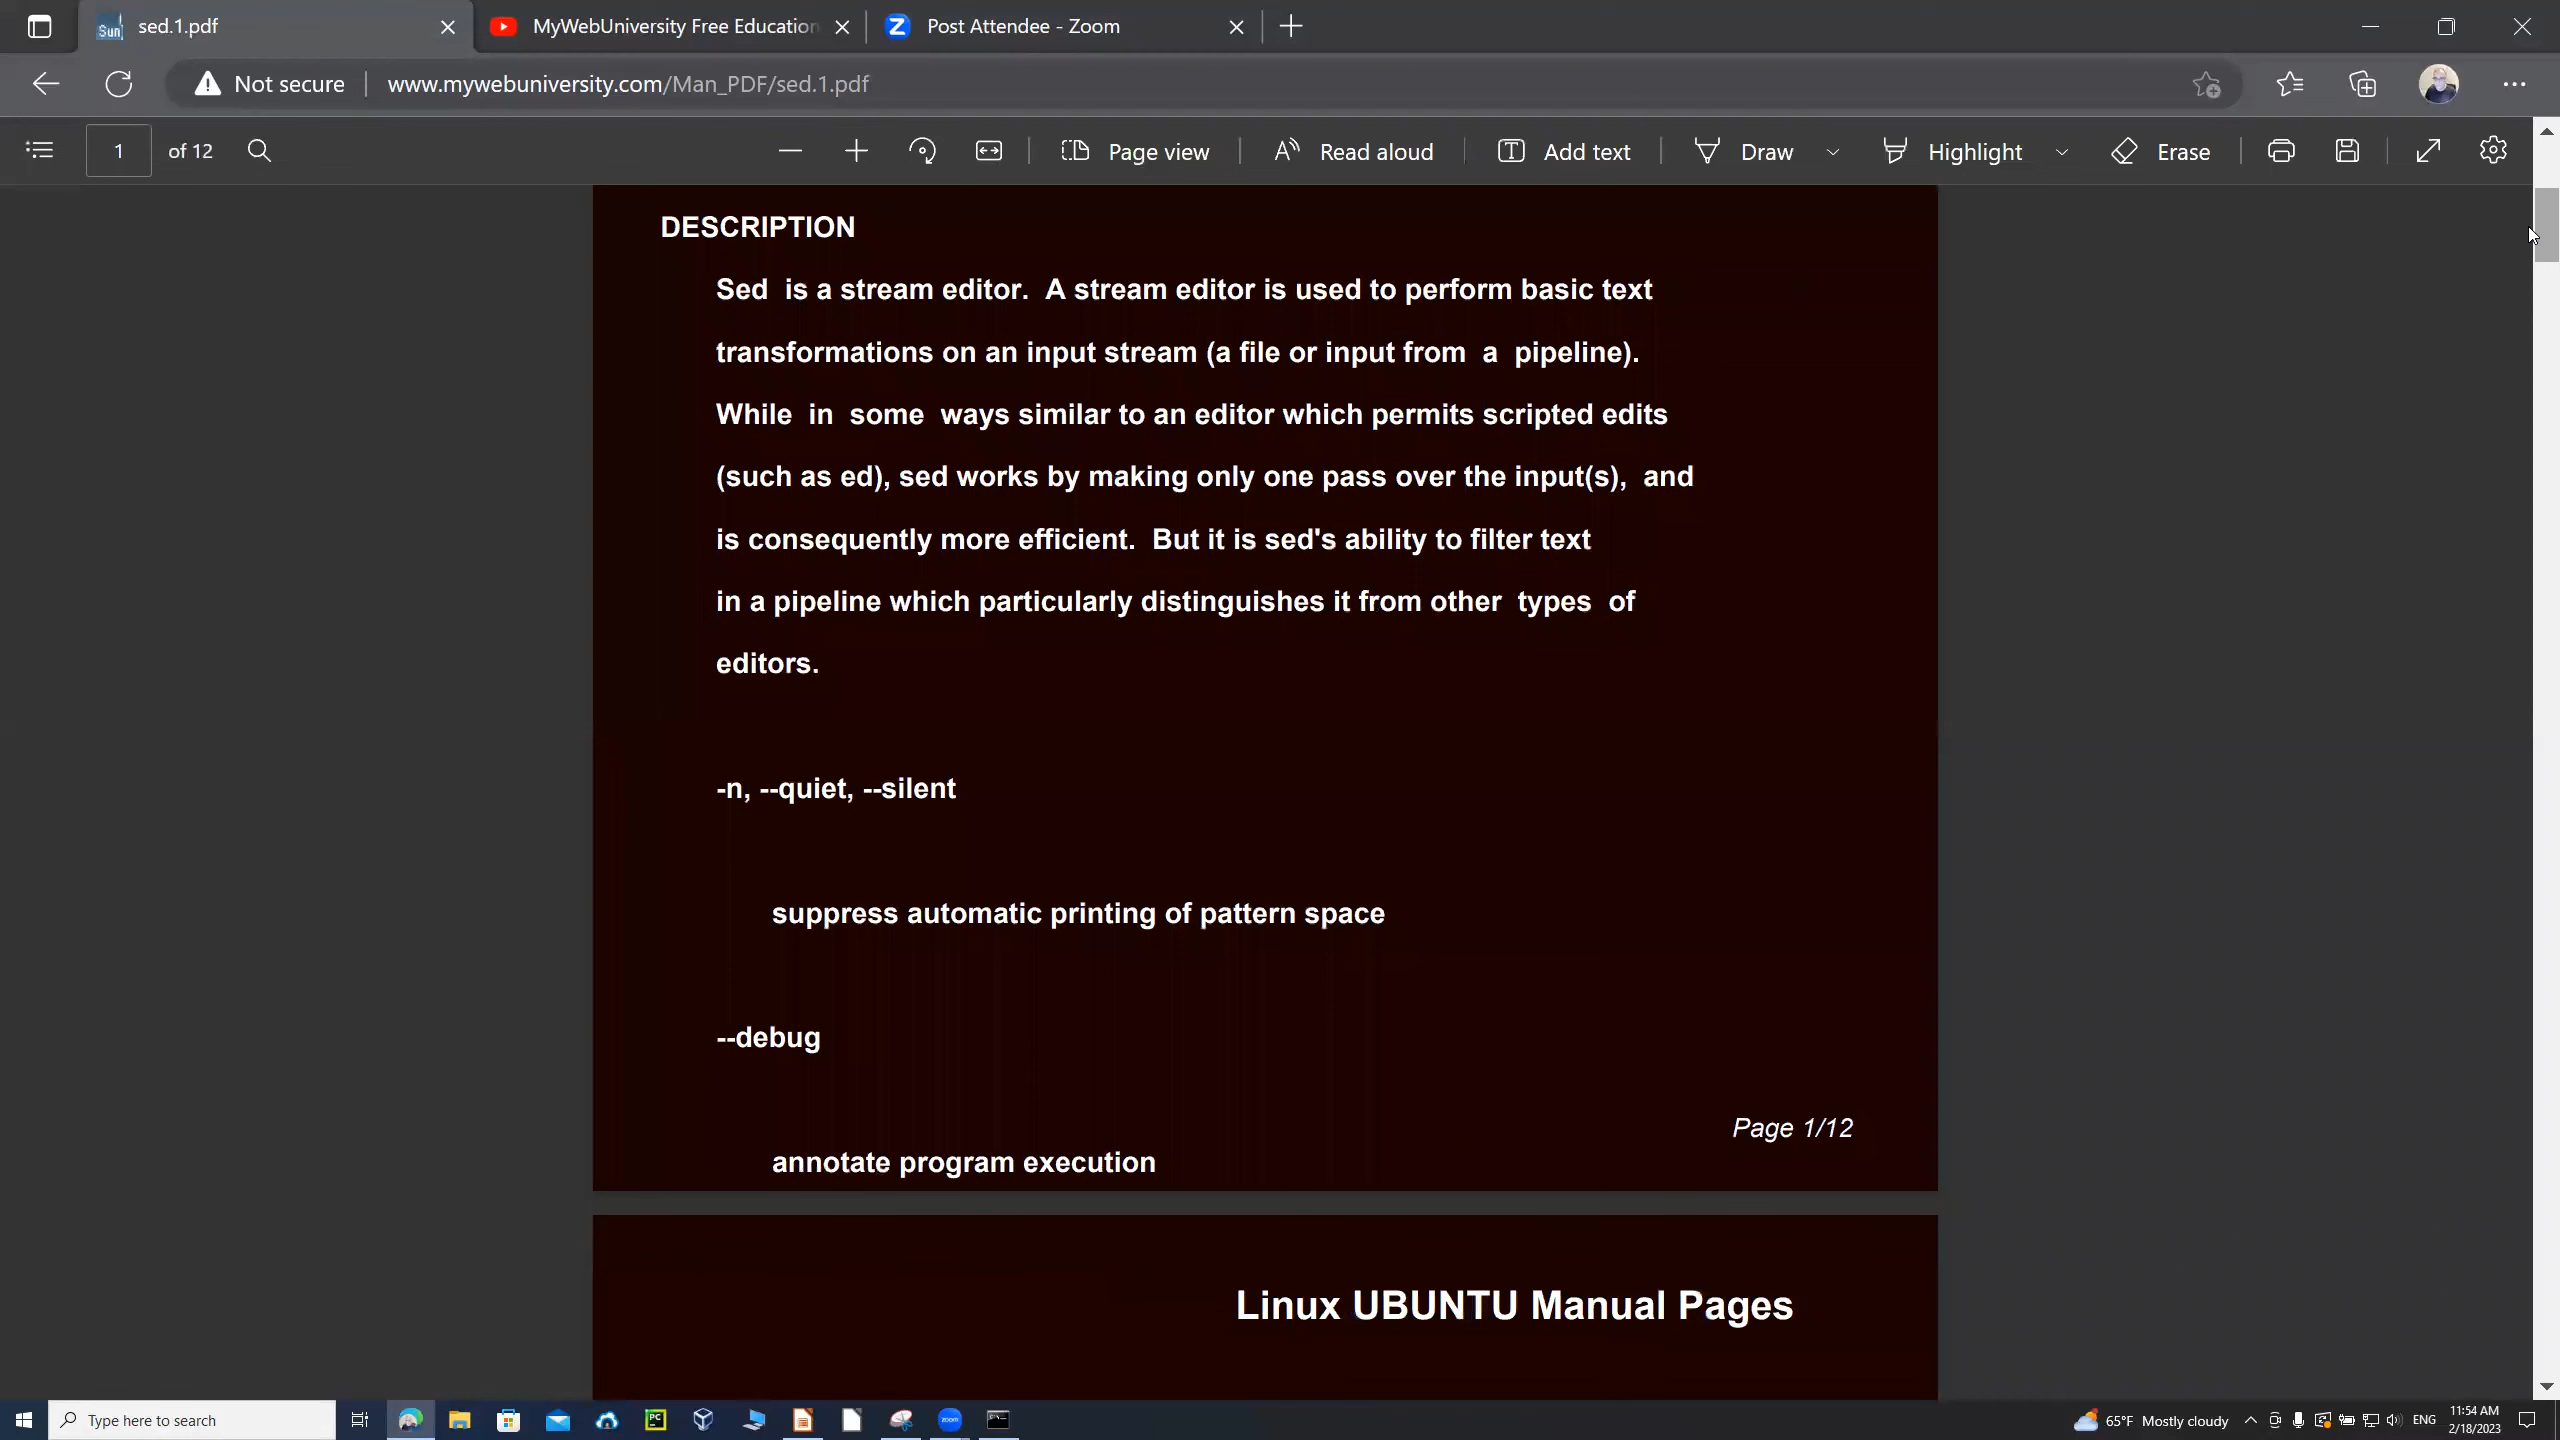 sed.1.pdf
MyWebUniversity Free Education
Post Attendee - Zoom
Not secure
www.mywebuniversity.com/Man_PDF/sed.1.pdf
1 of 12
Page view
Read aloud
Add text
Draw
Highlight
Erase
DESCRIPTION
Sed is a stream editor. A stream editor is used to perform basic text
transformations on an input stream (a file or input from a pipeline).
While in some ways similar to an editor which permits scripted edits
(such as ed), sed works by making only one pass over the input(s), and
is consequently more efficient. But it is sed's ability to filter text
in a pipeline which particularly distinguishes it from other types of
editors.
-n, --quiet, --silent
suppress automatic printing of pattern space
--debug
Page 1/12
annotate program execution
Linux UBUNTU Manual Pages
Type here to search
65°F Mostly cloudy
ENG
11:54 AM
2/18/2023